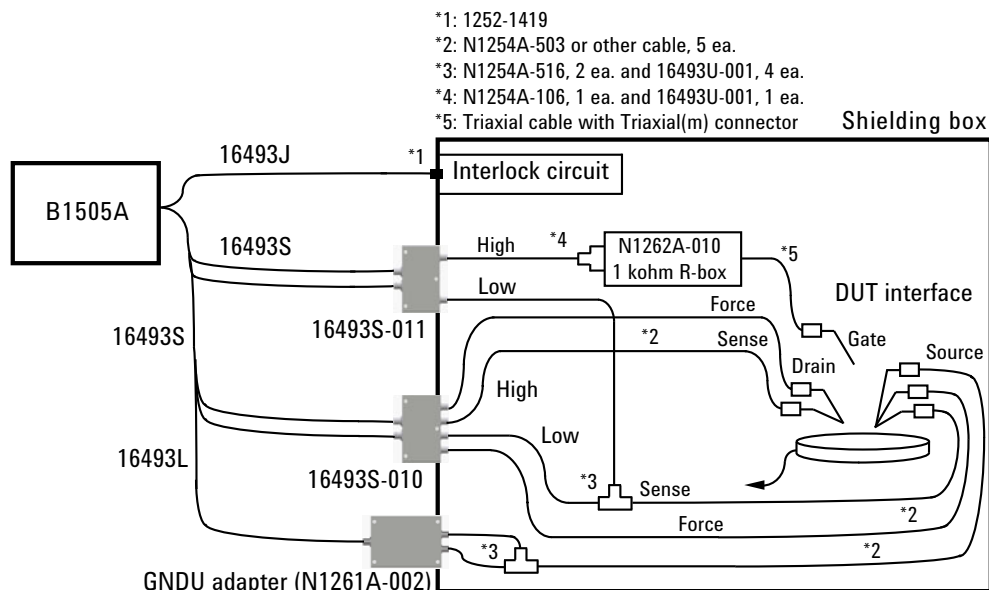 *1: 1252-1419
*2: N1254A-503 or other cable, 5 ea.
*3: N1254A-516, 2 ea. and 16493U-001, 4 ea.
*4: N1254A-106, 1 ea. and 16493U-001, 1 ea.
*5: Triaxial cable with Triaxial(m) connector
Shielding box
16493J
*1
Interlock circuit
B1505A
16493S
High
*4
N1262A-010
1 kohm R-box
*5
Low
DUT interface
16493S-011
Force
16493S
*2
Sense
Gate
Source
Drain
High
Low
16493L
16493S-010
*3
Sense
*2
Force
*3
*2
GNDU adapter (N1261A-002)